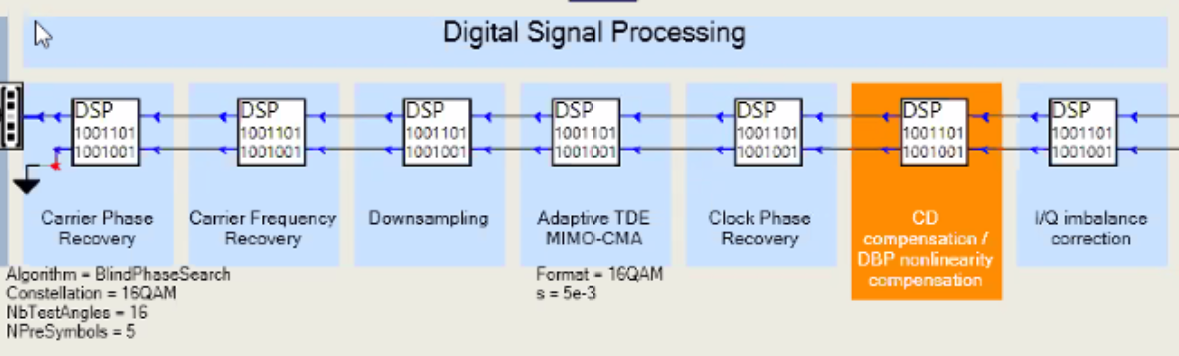 Digital Signal Processing
DSP
1001101
1001001
DSP
1001101
1001001
DSP
1001101
1001001
DSP
1001101
1001001
DSP
1001101
1001001
DSP
1001101
1001001
DSP
1001101
1001001
Carrier Phase
Recovery
Carrier Frequency
Recovery
Downsampling
Adaptive TDE
MIMO-CMA
Clock Phase
Recovery
CD
compensation /
DBP nonlinearity
compensation
I/Q imbalance
correction
Algorithm = BlindPhaseSearch
Constellation = 16QAM
NbTestAngles = 16
NPreSymbols = 5
Format = 16QAM
s = 5e-3